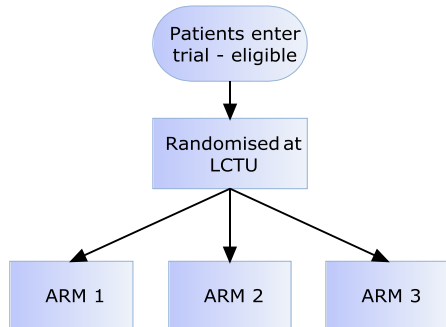 Patients enter
trial - eligible
Randomised at
LCTU
ARM 1
ARM 2
ARM 3